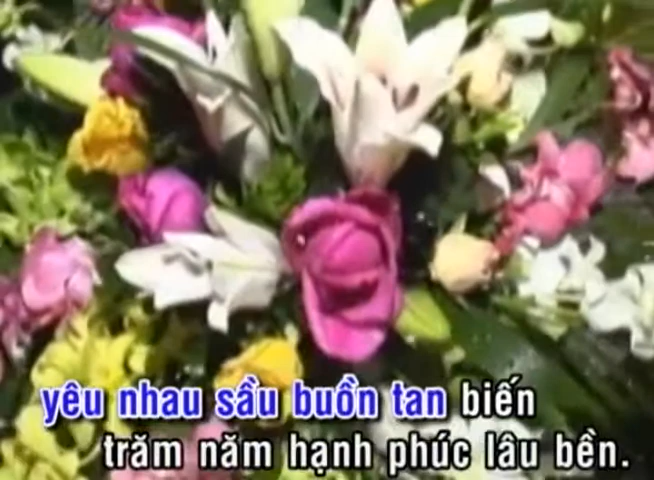 yêu nhau sầu buồn tan biến
trăm năm hạnh phúc lâu bền.